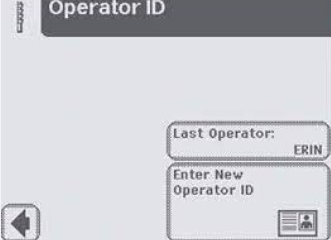 Operator ID
Last Operator:
ERIN
Enter New
Operator ID